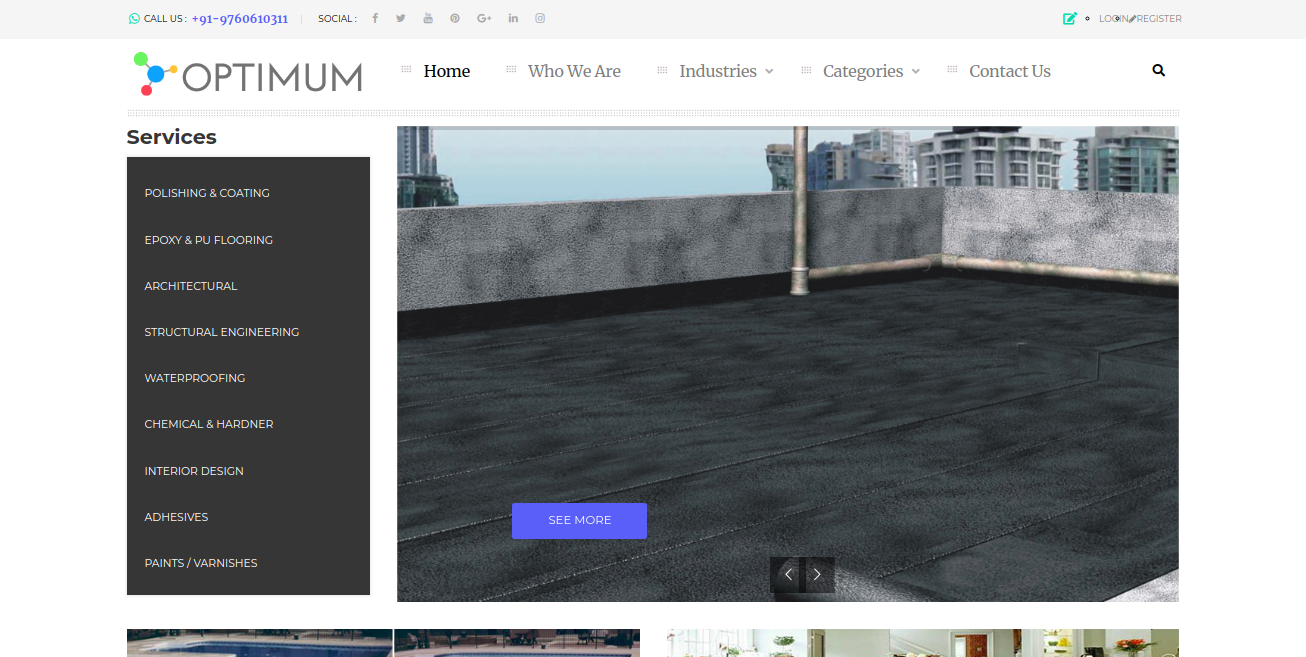 CALL US : +91-9760610311 SOCIAL : LOGIN REGISTER
OPTIMUM Home Who We Are Industries Categories Contact Us
Services
POLISHING & COATING
EPOXY & PU FLOORING
ARCHITECTURAL
STRUCTURAL ENGINEERING
WATERPROOFING
CHEMICAL & HARDNER
INTERIOR DESIGN
ADHESIVES
PAINTS / VARNISHES
SEE MORE